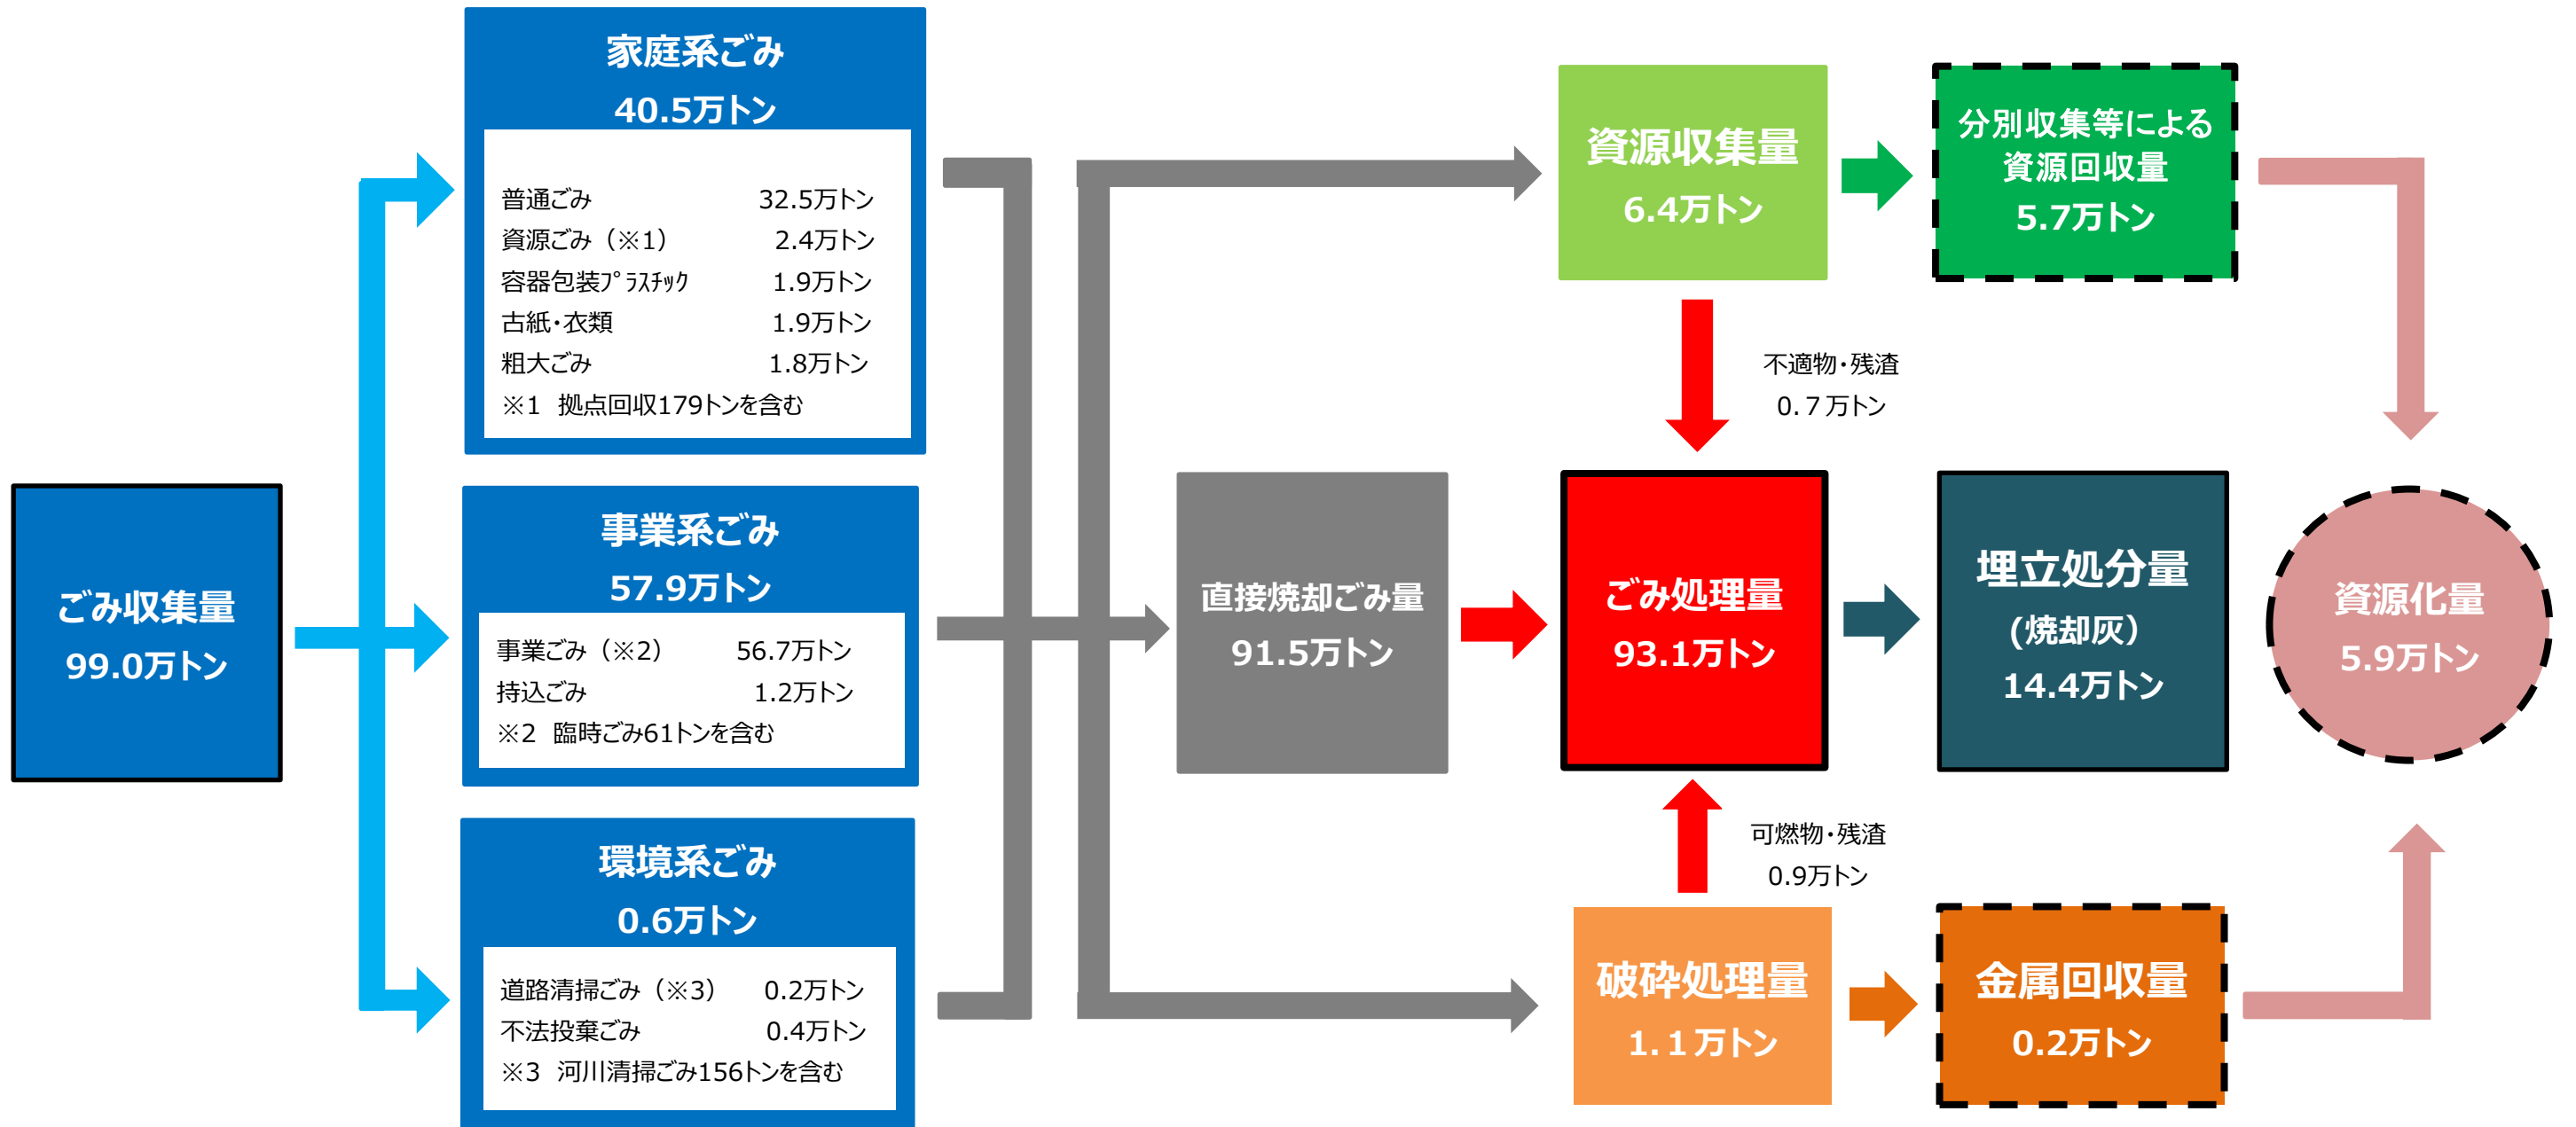 ごみ収集量
99.0万トン
家庭系ごみ
40.5万トン
普通ごみ 32.5万トン
資源ごみ（※1） 2.4万トン
容器包装ﾌﾟﾗｽﾁｯｸ 1.9万トン
古紙・衣類 1.9万トン
粗大ごみ 1.8万トン
※1 拠点回収179トンを含む
事業系ごみ
57.9万トン
事業ごみ（※2） 56.7万トン
持込ごみ 1.2万トン
※2 臨時ごみ61トンを含む
環境系ごみ
0.6万トン
道路清掃ごみ（※3） 0.2万トン
不法投棄ごみ 0.4万トン
※3 河川清掃ごみ156トンを含む
直接焼却ごみ量
91.5万トン
資源収集量
6.4万トン
不適物・残渣
0.７万トン
ごみ処理量
93.1万トン
可燃物・残渣
0.9万トン
破砕処理量
1.１万トン
分別収集等による
資源回収量
5.7万トン
埋立処分量
(焼却灰）
14.4万トン
金属回収量
0.2万トン
資源化量
5.9万トン